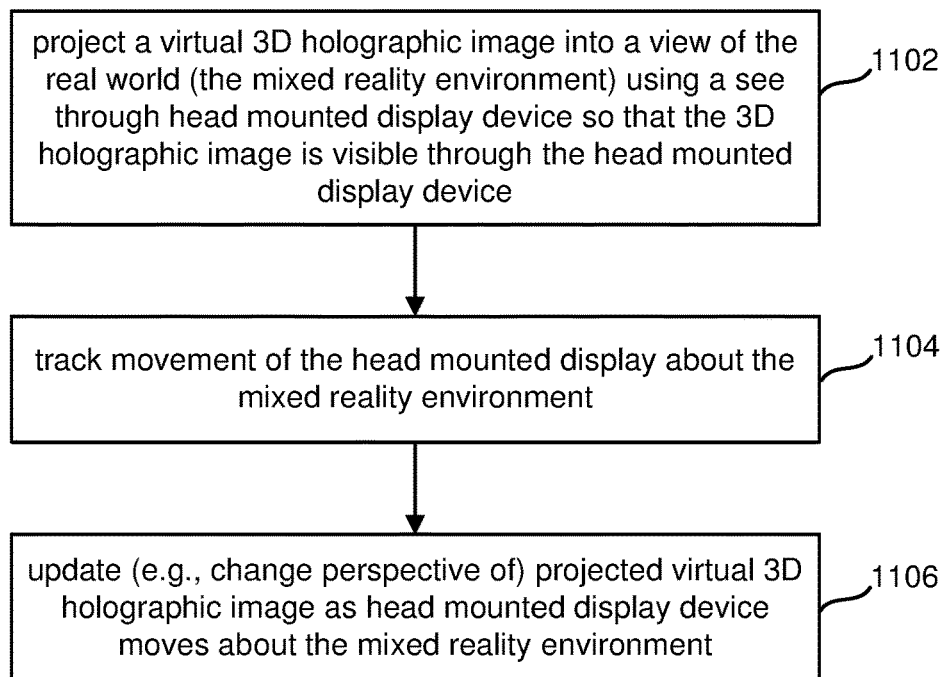 project a virtual 3D holographic image into a view of the
real world (the mixed reality environment) using a see
through head mounted display device so that the 3D
holographic image is visible through the head mounted
display device
1102
track movement of the head mounted display about the
mixed reality environment
1104
update (e.g., change perspective of) projected virtual 3D
holographic image as head mounted display device
moves about the mixed reality environment
1106